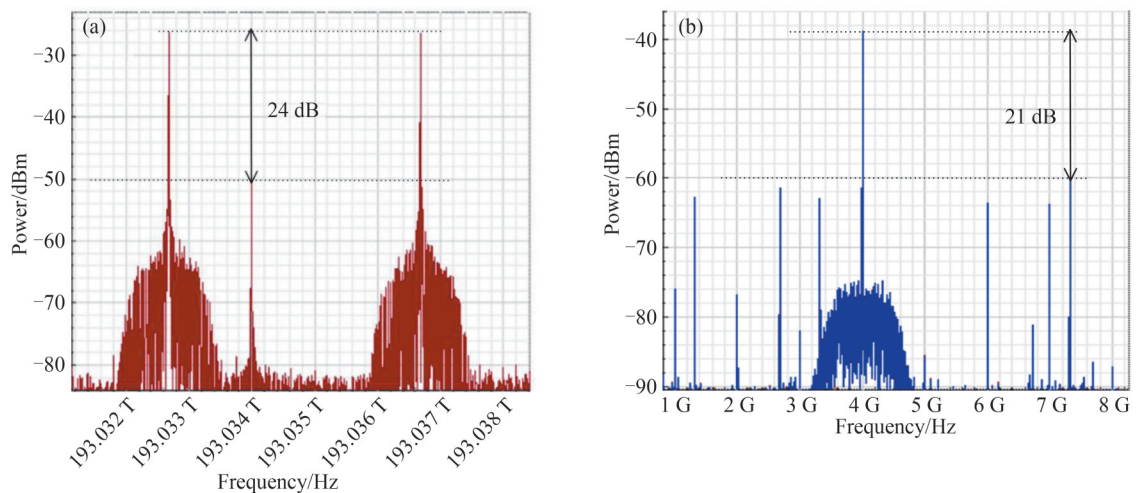 (a)
24 dB
Power/dBm
−30
−40
−50
−60
−70
−80
193.032 T
193.033 T
193.034 T
193.035 T
193.036 T
193.037 T
193.038 T
Frequency/Hz
(b)
21 dB
Power/dBm
−40
−50
−60
−70
−80
−90
1 G 2 G 3 G 4 G 5 G 6 G 7 G 8 G
Frequency/Hz